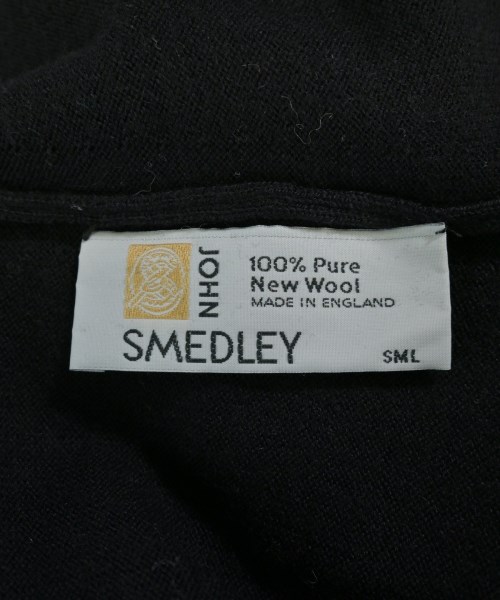 JOHN
SMEDLEY
100% Pure
New Wool
MADE IN ENGLAND
SML